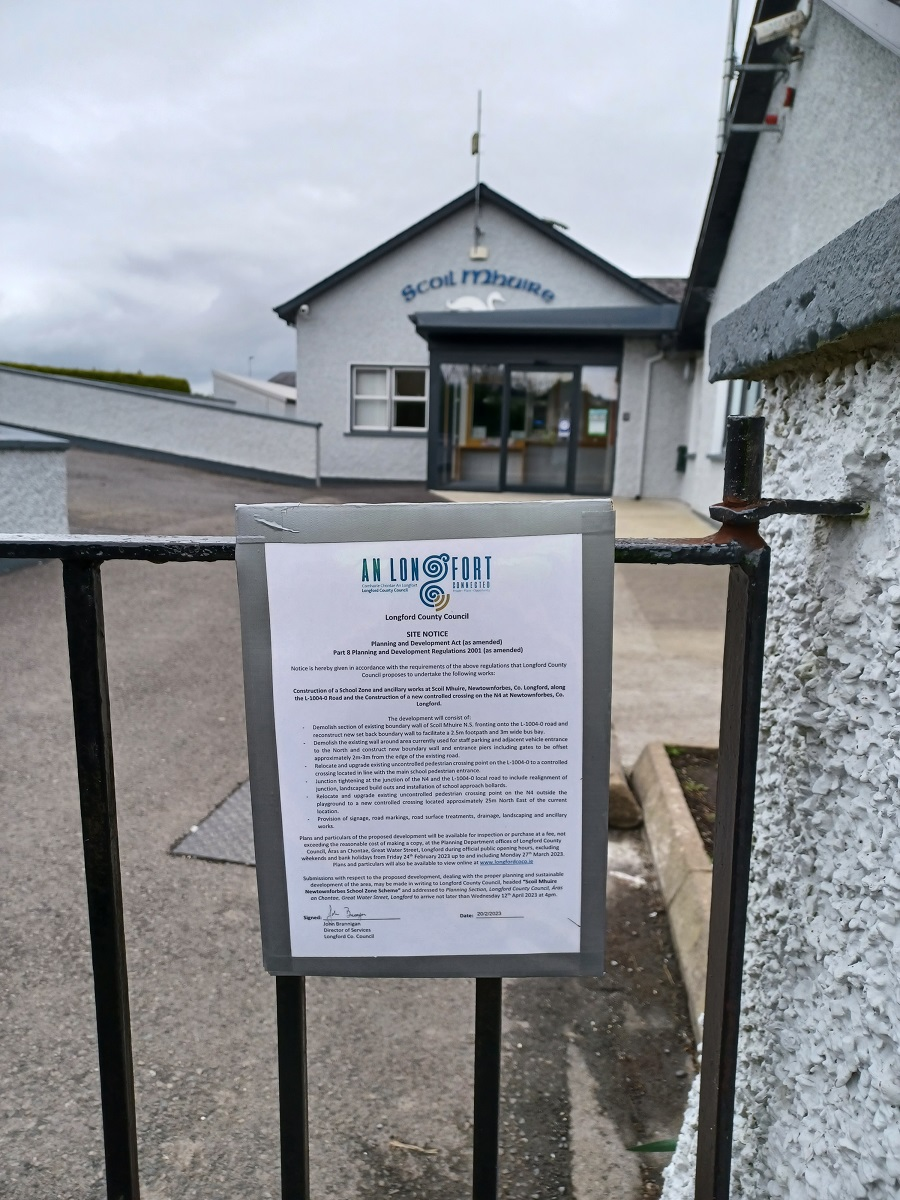 Scoil Mhuire
AN LONGFORT
Comhairle Chontae An Longfort
Longford County Council
CONNECTED
Longford County Council
SITE NOTICE
Planning and Development Act (as amended)
Part 8 Planning and Development Regulations 2001 (as amended)
Notice is hereby given in accordance with the requirements of the above regulations that Longford County
Council proposes to undertake the following works:
Construction of a School Zone and ancillary works at Scoil Mhuire, Newtownforbes, Co. Longford, along
the L-1004-0 Road and the Construction of a new controlled crossing on the N4 at Newtownforbes, Co.
Longford.
The development will consist of:
- Demolish section of existing boundary wall of Scoil Mhuire N.S. fronting onto the L-1004-0 road and
reconstruct new set back boundary wall to facilitate a 2.5m footpath and 3m wide bus bay.
- Demolish the existing wall around area currently used for staff parking and adjacent vehicle entrance
to the North and construct new boundary wall and entrance piers including gates to be offset
approximately 2m-3m from the edge of the existing road.
- Relocate and upgrade existing uncontrolled pedestrian crossing point on the L-1004-0 to a controlled
crossing located in line with the main school pedestrian entrance.
- Junction tightening at the junction of the N4 and the L-1004-0 local road to include realignment of
junction, landscaped build outs and installation of school approach bollards.
- Relocate and upgrade existing uncontrolled pedestrian crossing point on the N4 outside the
playground to a new controlled crossing located approximately 25m North East of the current
location.
- Provision of signage, road markings, road surface treatments, drainage, landscaping and ancillary
works.
Plans and particulars of the proposed development will be available for inspection or purchase at a fee, not
exceeding the reasonable cost of making a copy, at the Planning Department offices of Longford County
Council, Áras an Chontae, Great Water Street, Longford during official public opening hours, excluding
weekends and bank holidays from Friday 24th February 2023 up to and including Monday 27th March 2023.
Plans and particulars will also be available to view online at www.longfordcoco.ie
Submissions with respect to the proposed development, dealing with the proper planning and sustainable
development of the area, may be made in writing to Longford County Council, headed "Scoil Mhuire
Newtownforbes School Zone Scheme" and addressed to Planning Section, Longford County Council, Áras
an Chontae, Great Water Street, Longford to arrive not later than Wednesday 12th April 2023 at 4pm.
Signed: John Brannigan Date: 20/2/2023
John Brannigan
Director of Services
Longford Co. Council